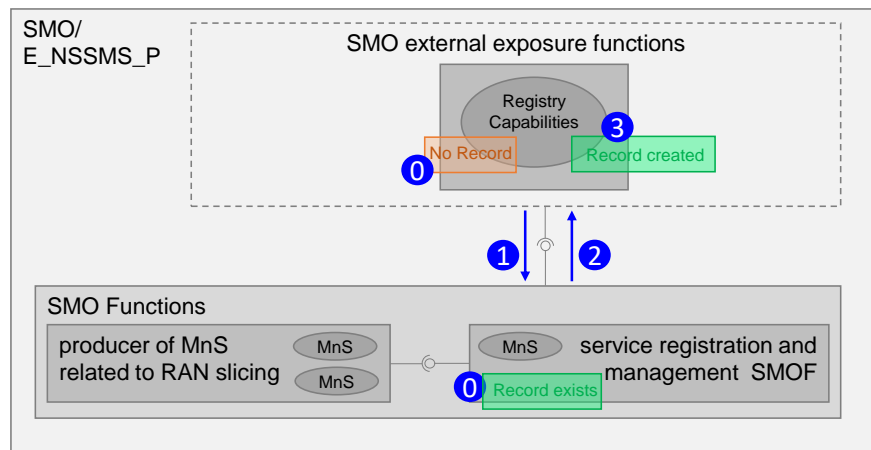 SMO/
E_NSSMS_P
SMO external exposure functions
Registry
Capabilities
3
No Record
Record created
0
1
2
SMO Functions
producer of MnS
related to RAN slicing
MnS
MnS
MnS
service registration and
management SMOF
0
Record exists